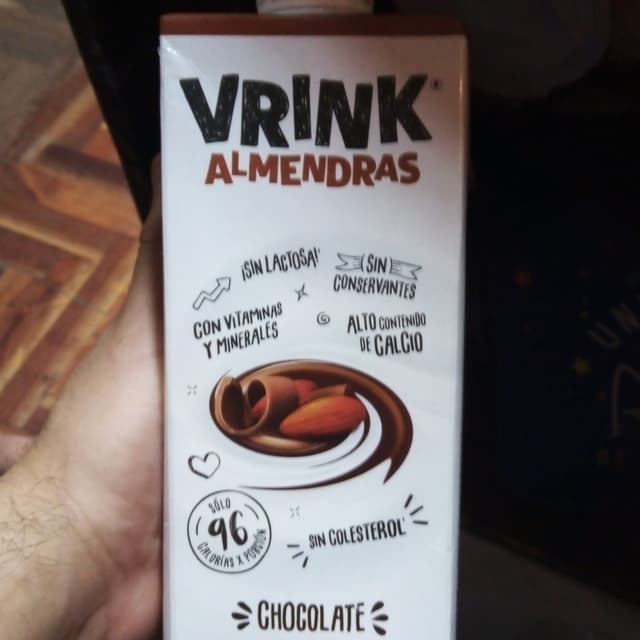 VRINK®
ALMENDRAS
¡SIN LACTOSA!
¡SIN
CONSERVANTES
CON VITAMINAS
Y MINERALES
ALTO CONTENIDO
DE CALCIO
SÓLO
96
CALORÍAS X PORCIÓN
SIN COLESTEROL
CHOCOLATE
UN